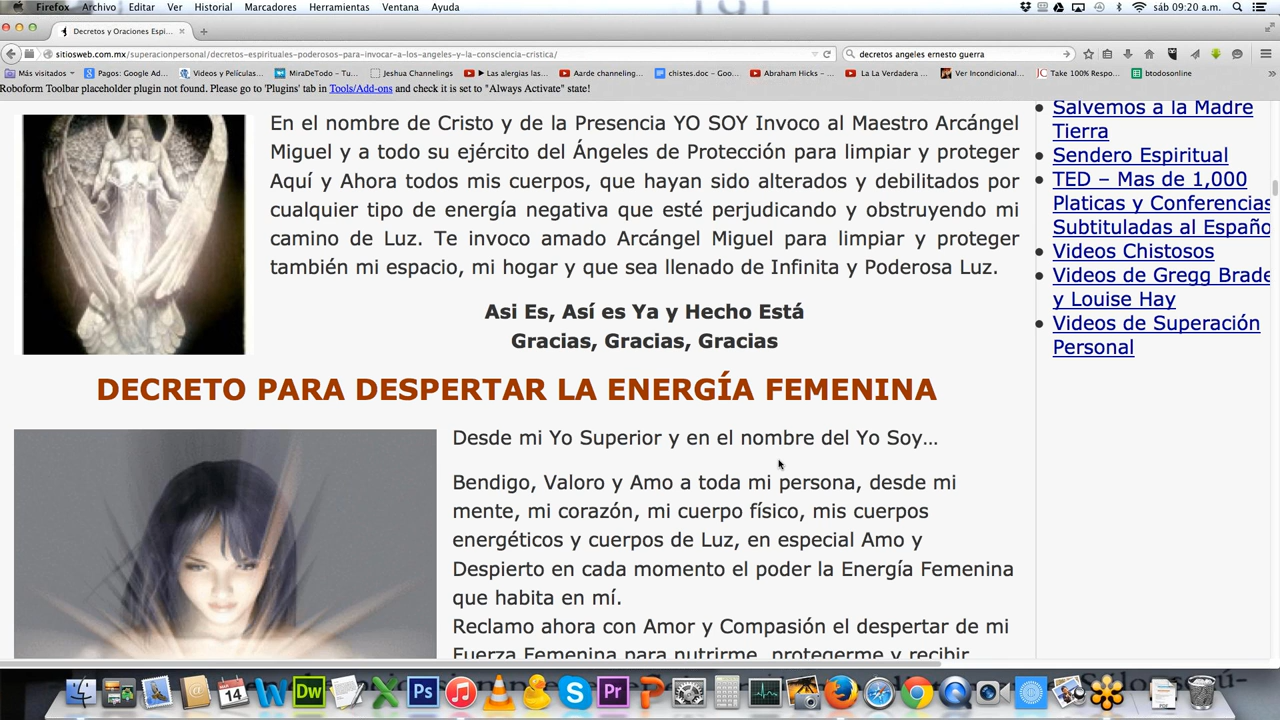 Firefox Archivo Editar Ver Historial Marcadores Herramientas Ventana Ayuda sáb 09:20 a.m.
Decretos y Oraciones Espi...
sitiosweb.com.mx/superacionpersonal/decretos-espirituales-poderosos-para-invocar-a-los-angeles-y-la-consciencia-cristica/
decretos angeles ernesto guerra
Más visitados Pagos: Google Ad... Videos y Películas... MiraDeTodo – Tu... Jeshua Channelings ▶ Las alergias las... Aarde channeling... chistes.doc – Goo... Abraham Hicks – ... La La Verdadera ... Ver Incondicional... Take 100% Respo... btodosonline
Roboform Toolbar placeholder plugin not found. Please go to 'Plugins' tab in Tools/Add-ons and check it is set to "Always Activate" state!
En el nombre de Cristo y de la Presencia YO SOY Invoco al Maestro Arcángel
Miguel y a todo su ejército del Ángeles de Protección para limpiar y proteger
Aquí y Ahora todos mis cuerpos, que hayan sido alterados y debilitados por
cualquier tipo de energía negativa que esté perjudicando y obstruyendo mi
camino de Luz. Te invoco amado Arcángel Miguel para limpiar y proteger
también mi espacio, mi hogar y que sea llenado de Infinita y Poderosa Luz.
Asi Es, Así es Ya y Hecho Está
Gracias, Gracias, Gracias
DECRETO PARA DESPERTAR LA ENERGÍA FEMENINA
Desde mi Yo Superior y en el nombre del Yo Soy...
Bendigo, Valoro y Amo a toda mi persona, desde mi
mente, mi corazón, mi cuerpo físico, mis cuerpos
energéticos y cuerpos de Luz, en especial Amo y
Despierto en cada momento el poder la Energía Femenina
que habita en mí.
Reclamo ahora con Amor y Compasión el despertar de mi
Fuerza Femenina para nutrirme, protegerme y recibir
Salvemos a la Madre
Tierra
Sendero Espiritual
TED – Mas de 1,000
Platicas y Conferencias
Subtituladas al Españo
Videos Chistosos
Videos de Gregg Brade
y Louise Hay
Videos de Superación
Personal
14
Dw
Ps
Pr